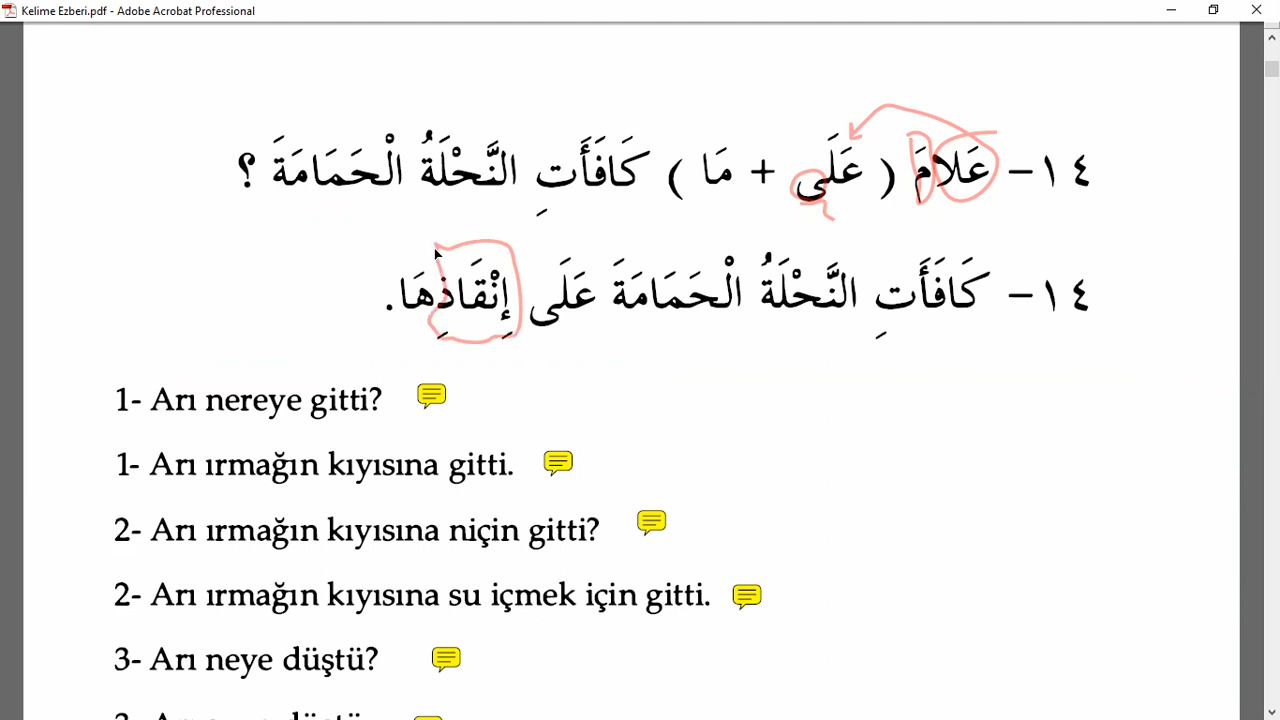 Kelime Ezberi.pdf - Adobe Acrobat Professional
١٤ – عَلامَ ( عَلَى + مَا ) كَافَأَتِ النَّحْلَةُ الْحَمَامَةَ ؟
١٤ – كَافَأَتِ النَّحْلَةُ الْحَمَامَةَ عَلَى إِنْقَاذِهَا.
1- Arı nereye gitti?
1- Arı ırmağın kıyısına gitti.
2- Arı ırmağın kıyısına niçin gitti?
2- Arı ırmağın kıyısına su içmek için gitti.
3- Arı neye düştü?